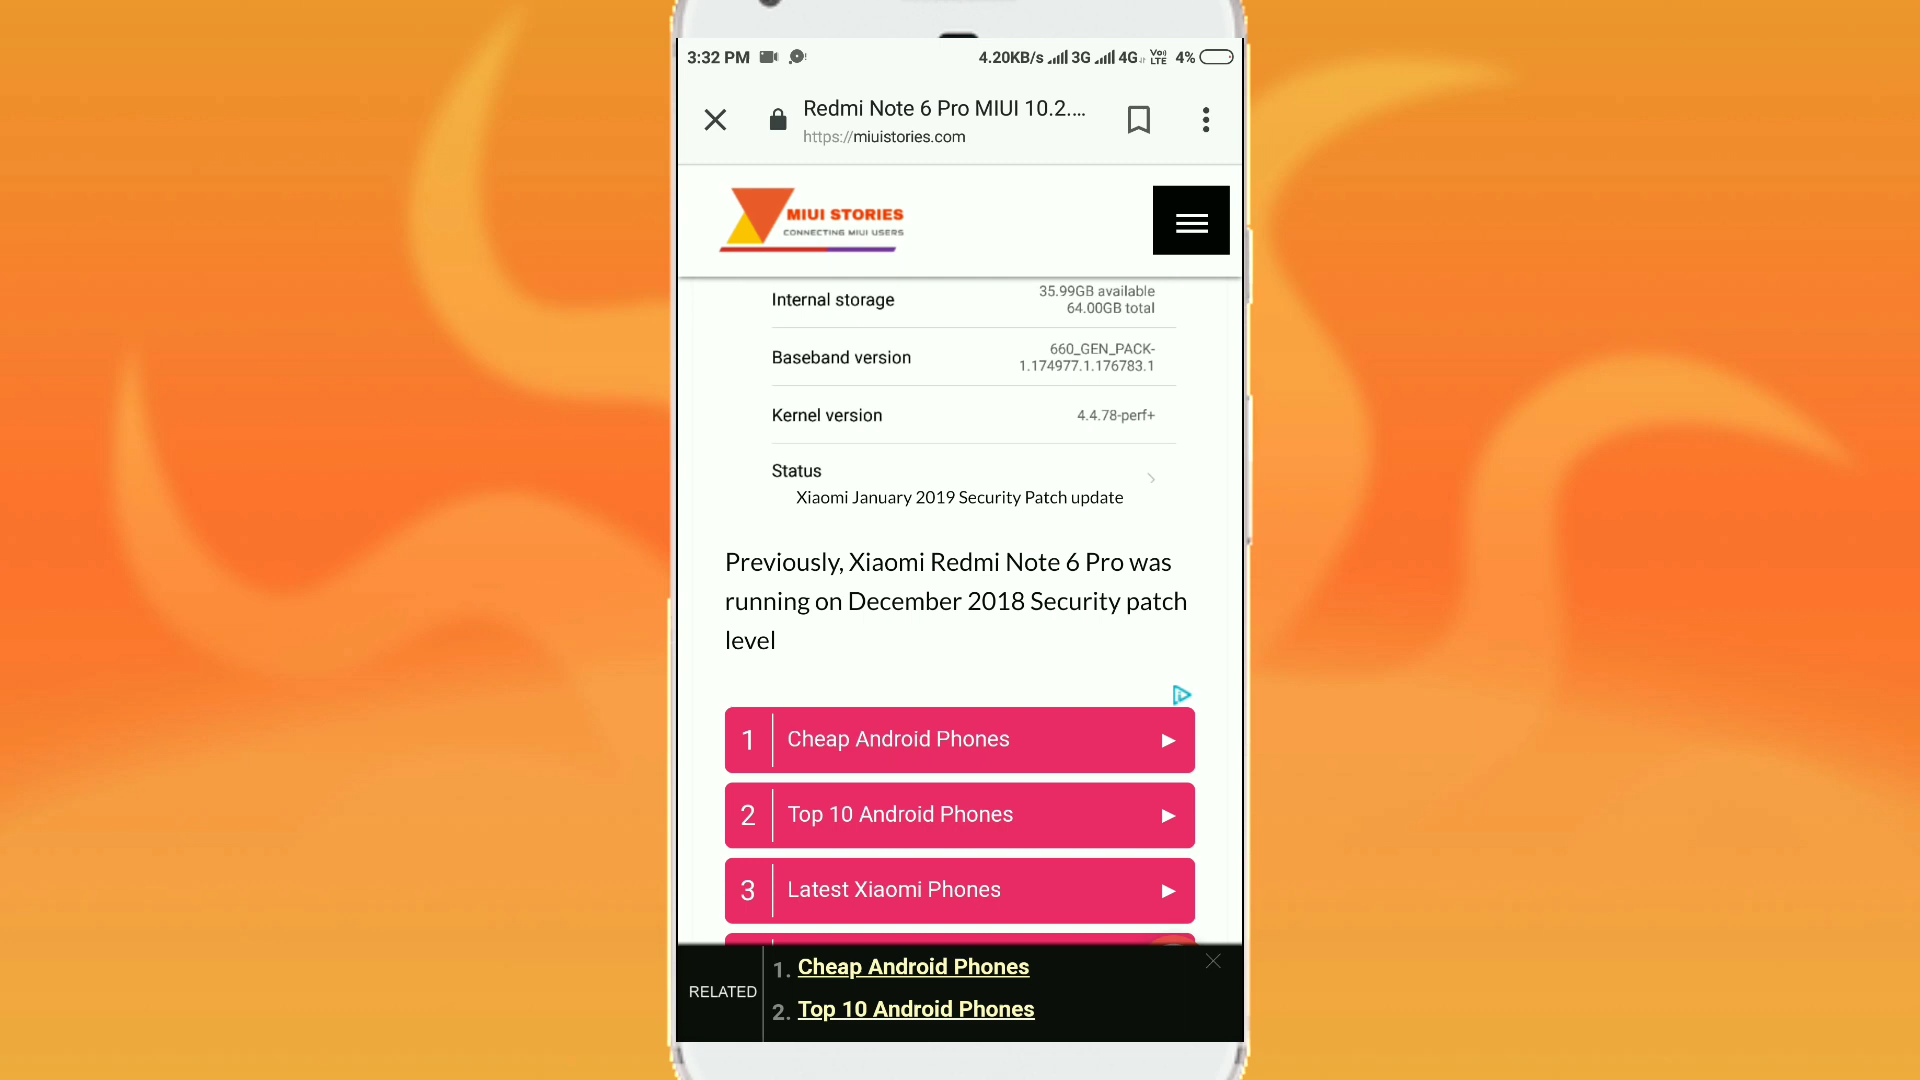 3:32 PM 4.20KB/s 3G 4G Vo) LTE 4%
Redmi Note 6 Pro MIUI 10.2....
https://miuistories.com
MIUI STORIES
CONNECTING MIUI USERS
Internal storage
35.99GB available
64.00GB total
Baseband version
660_GEN_PACK-
1.174977.1.176783.1
Kernel version
4.4.78-perf+
Status
Xiaomi January 2019 Security Patch update
Previously, Xiaomi Redmi Note 6 Pro was
running on December 2018 Security patch
level
1 Cheap Android Phones
2 Top 10 Android Phones
3 Latest Xiaomi Phones
RELATED
1. Cheap Android Phones
2. Top 10 Android Phones